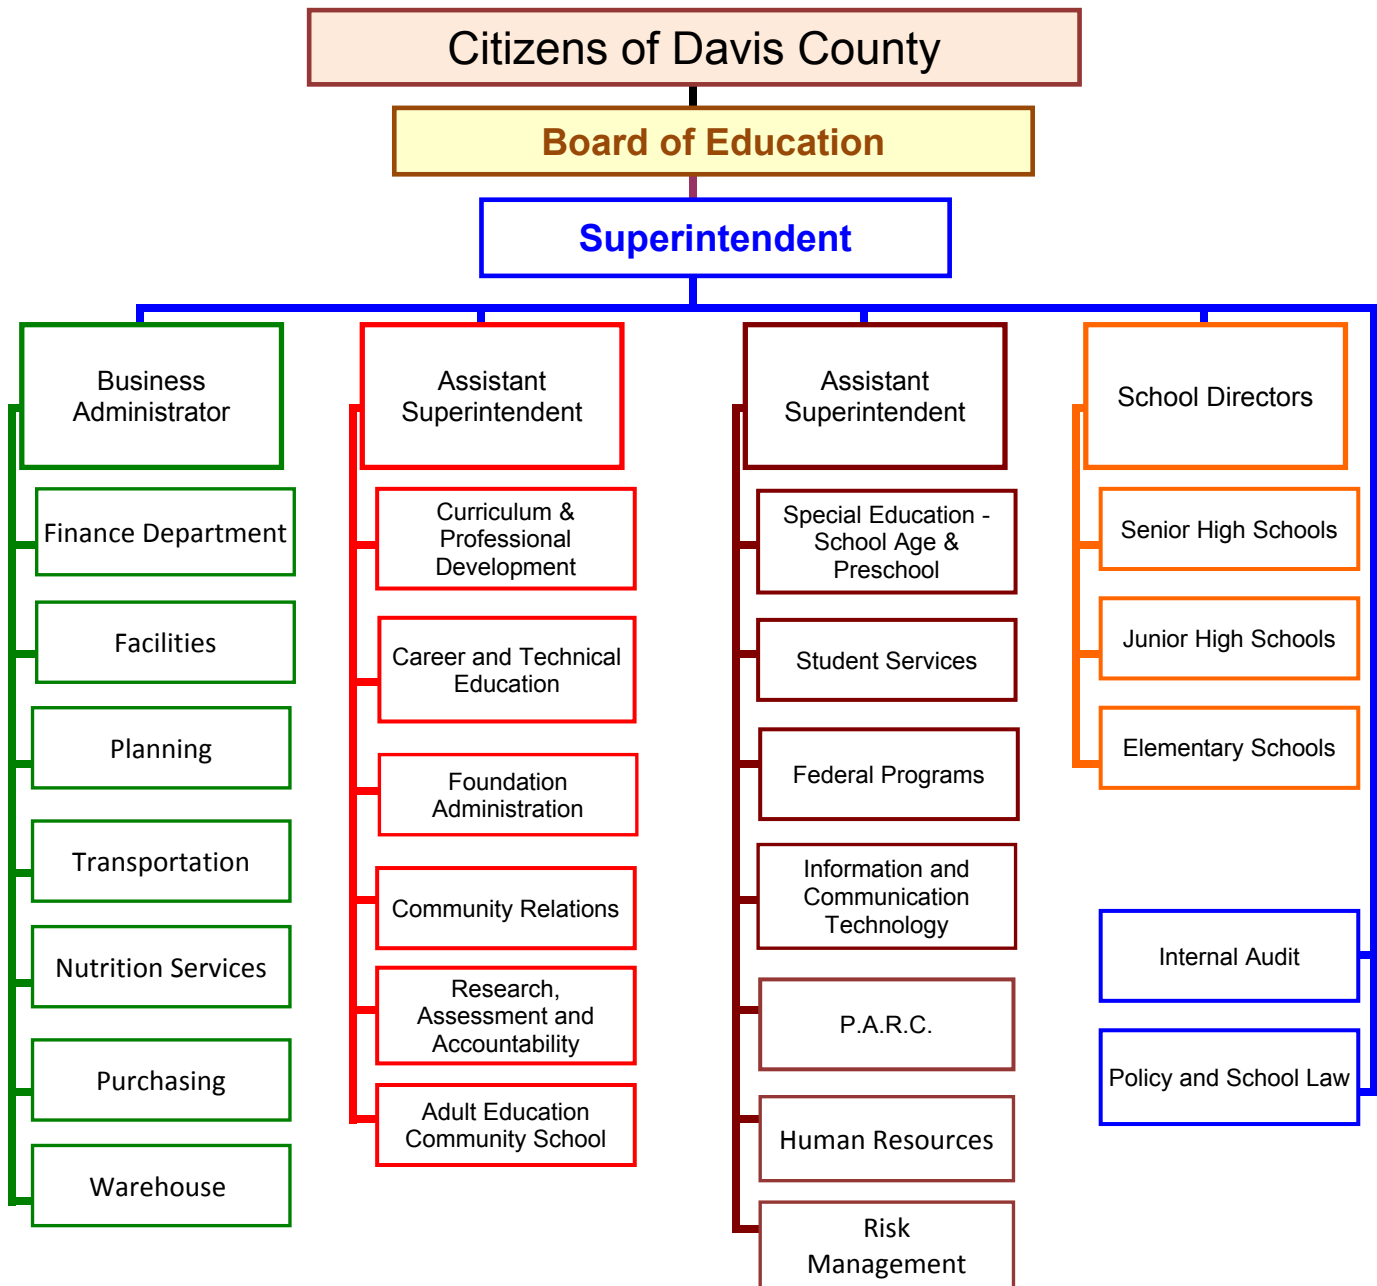 Citizens of Davis County
Board of Education
Superintendent
Business
Administrator
Finance Department
Facilities
Planning
Transportation
Nutrition Services
Purchasing
Warehouse
Assistant
Superintendent
Curriculum &
Professional
Development
Career and Technical
Education
Foundation
Administration
Community Relations
Research,
Assessment and
Accountability
Adult Education
Community School
Assistant
Superintendent
Special Education -
School Age &
Preschool
Student Services
Federal Programs
Information and
Communication
Technology
P.A.R.C.
Human Resources
Risk
Management
School Directors
Senior High Schools
Junior High Schools
Elementary Schools
Internal Audit
Policy and School Law